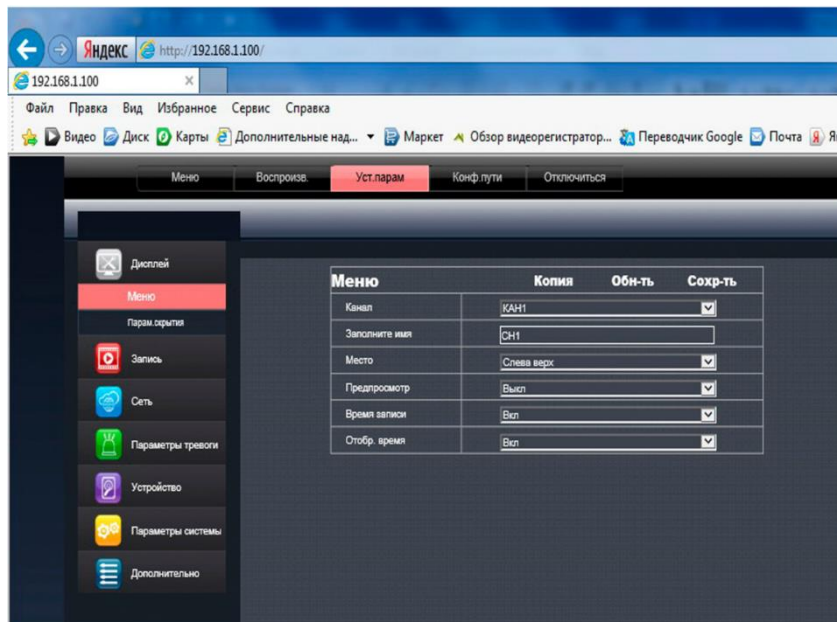 Яндекс http://192.168.1.100/
192.168.1.100
Файл Правка Вид Избранное Сервис Справка
Видео Диск Карты Дополнительные над... Маркет Обзор видеорегистратор... Переводчик Google Почта
Меню Воспроизв. Уст.парам Конф.пути Отключиться
Дисплей
Меню
Парам.скрытия
Запись
Сеть
Параметры тревоги
Устройство
Параметры системы
Дополнительно
Меню Копия Обн-ть Сохр-ть
Канал КАН1
Заполните имя CH1
Место Слева верх
Предпросмотр Выкл
Время записи Вкл
Отобр. время Вкл